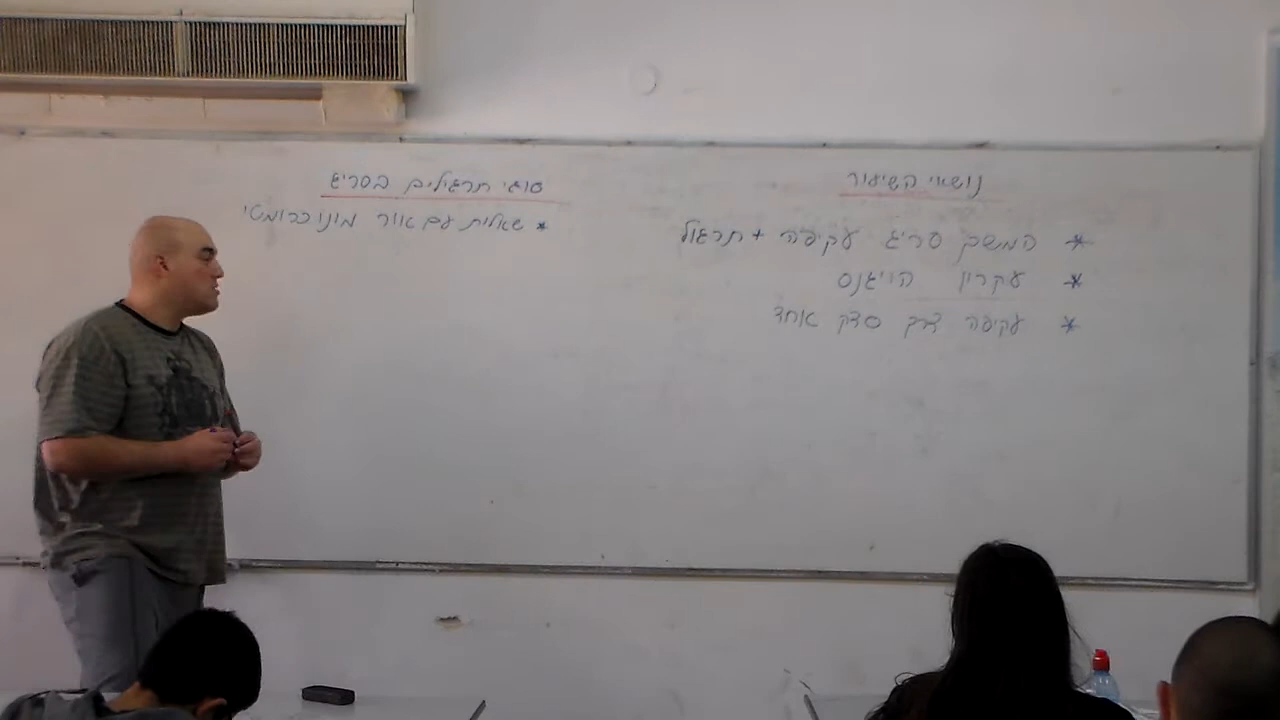 נושאי השיעור
* המשך סריג עקיפה + תרגול
* עקרון הויגנס
* עקיפה דרך סדק אחד
סוגי תרגילים בסריג
* שאלות עם אור מונוכרומטי